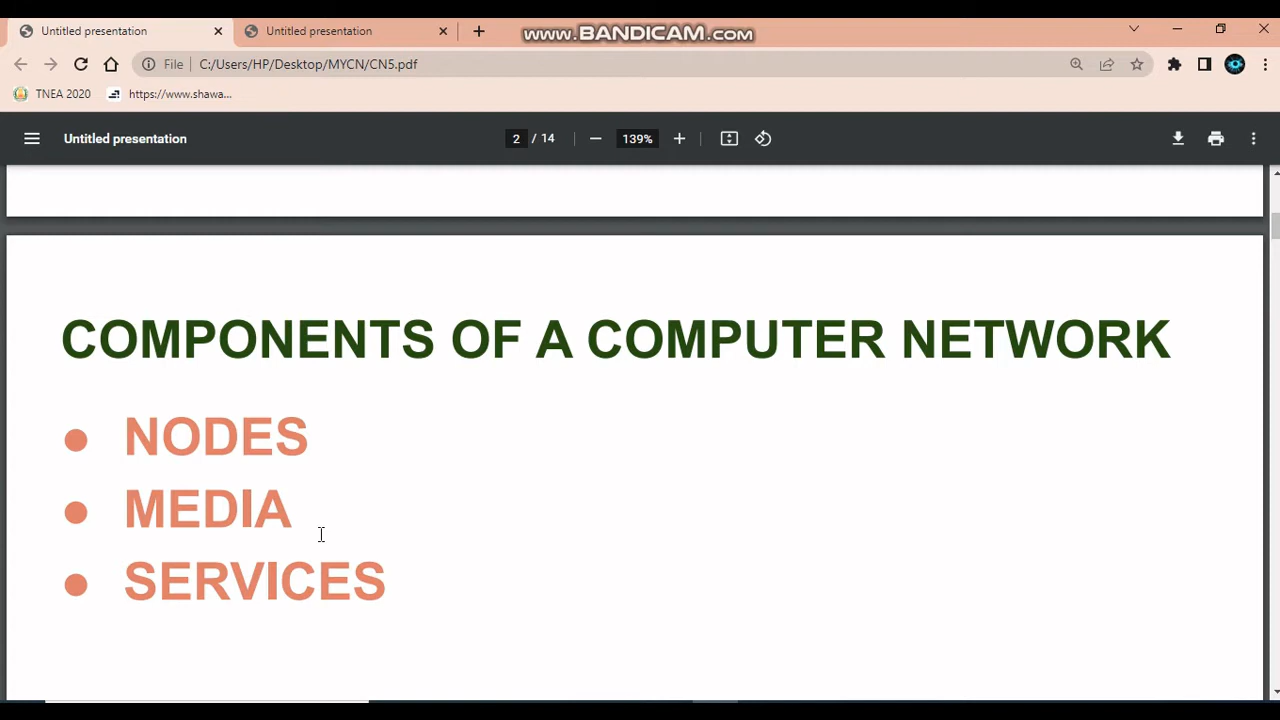 Untitled presentation
Untitled presentation
www.BANDICAM.com
File C:/Users/HP/Desktop/MYCN/CN5.pdf
TNEA 2020
https://www.shawa...
Untitled presentation
2 / 14
139%
COMPONENTS OF A COMPUTER NETWORK
● NODES
● MEDIA
● SERVICES